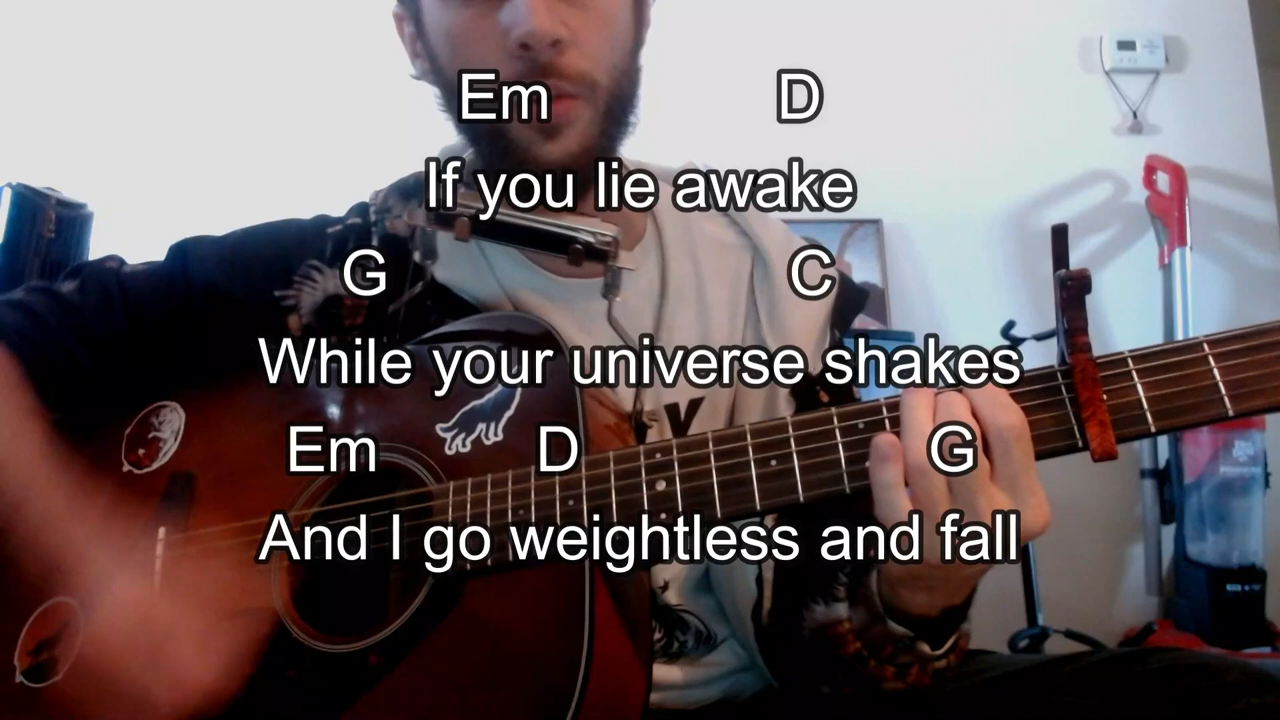 Em D
If you lie awake
G C
While your universe shakes
Em D G
And I go weightless and fall